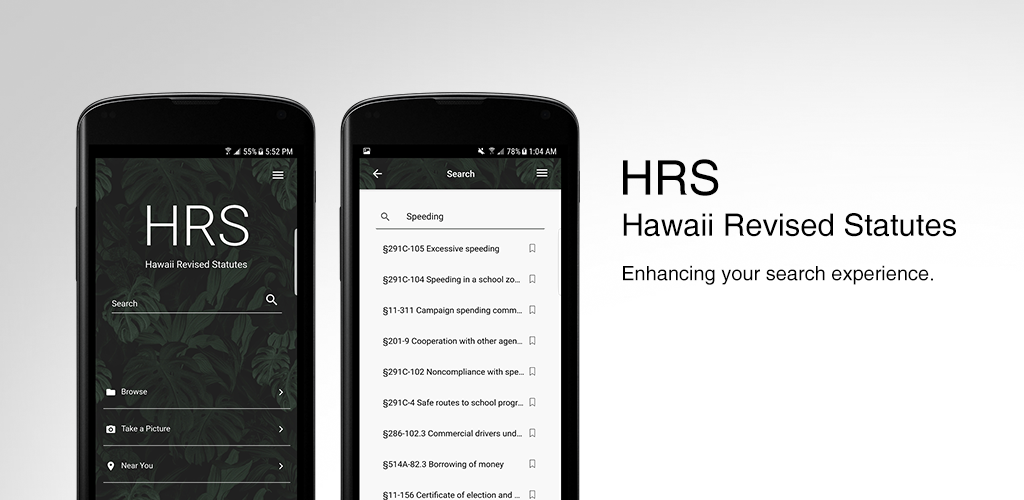 55% 5:52 PM
HRS
Hawaii Revised Statutes
Search
Browse
Take a Picture
Near You
78% 1:04 AM
Search
Speeding
§291C-105 Excessive speeding
§291C-104 Speeding in a school zo...
§11-311 Campaign spending comm...
§201-9 Cooperation with other agen...
§291C-102 Noncompliance with spe...
§291C-4 Safe routes to school progr...
§286-102.3 Commercial drivers und...
§514A-82.3 Borrowing of money
§11-156 Certificate of election and ...
HRS
Hawaii Revised Statutes
Enhancing your search experience.